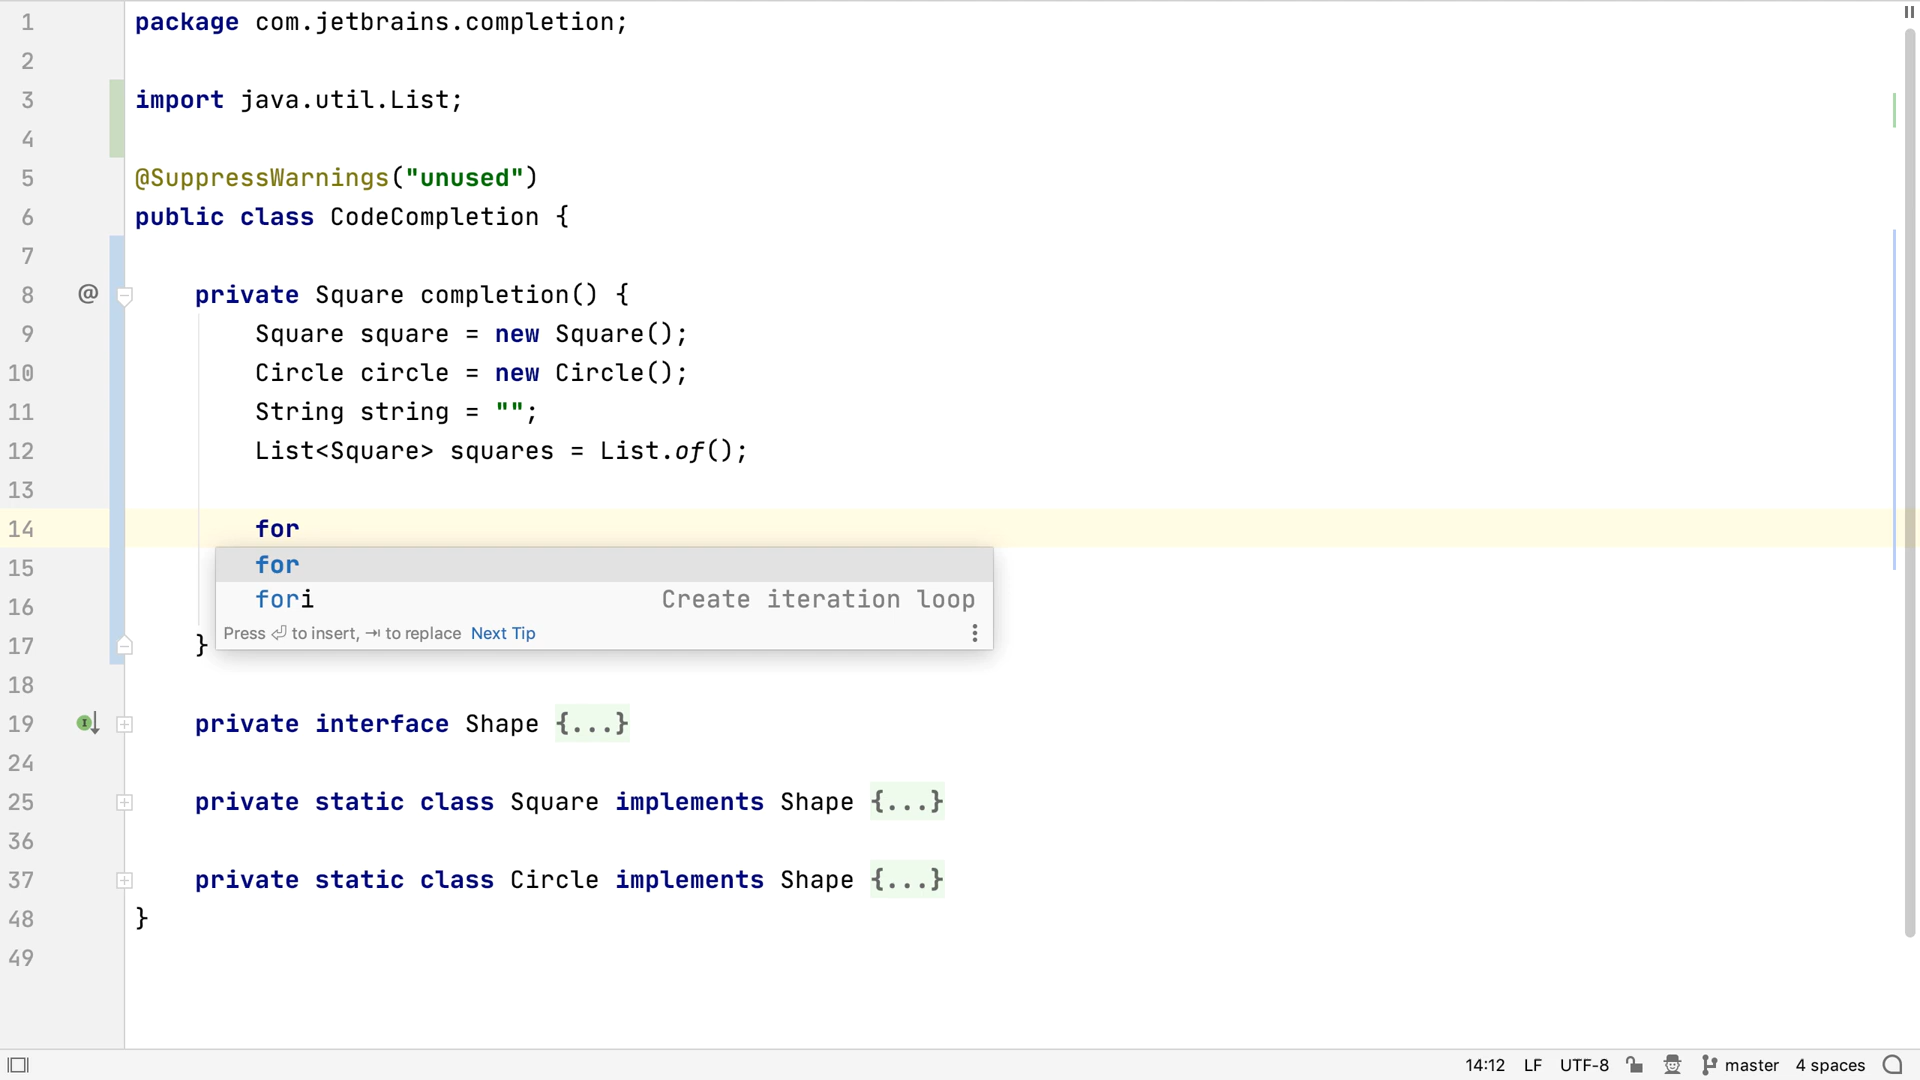 1 package com.jetbrains.completion;
2
3 import java.util.List;
4
5 @SuppressWarnings("unused")
6 public class CodeCompletion {
7
8 @ private Square completion() {
9 Square square = new Square();
10 Circle circle = new Circle();
11 String string = "";
12 List<Square> squares = List.of();
13
14 for
15 for
16 fori Create iteration loop
Press ⏎ to insert, ⇥ to replace Next Tip
17 }
18
19 private interface Shape {...}
24
25 private static class Square implements Shape {...}
36
37 private static class Circle implements Shape {...}
48 }
49
14:12 LF UTF-8 master 4 spaces